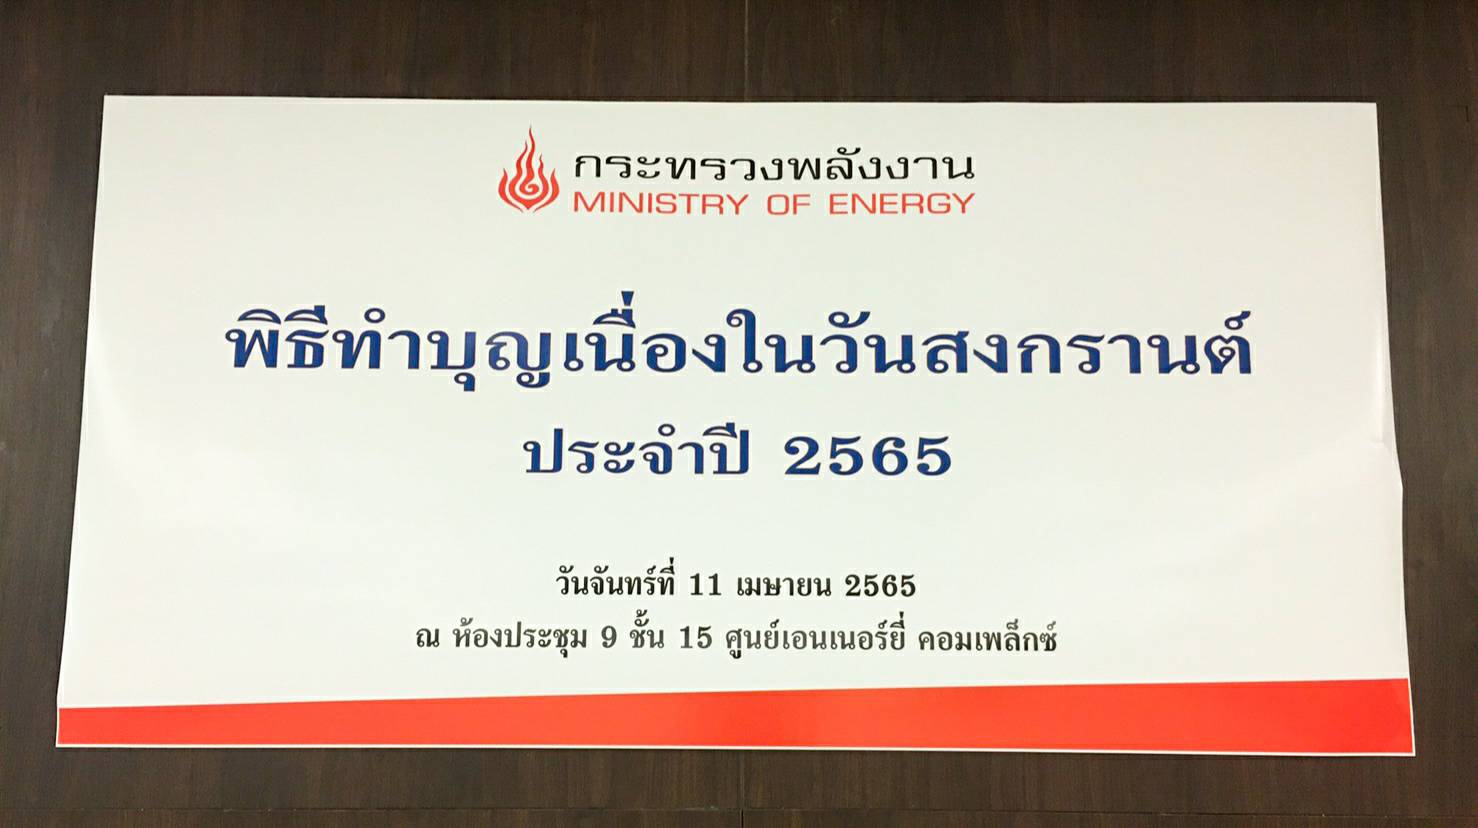 กระทรวงพลังงาน
MINISTRY OF ENERGY
พิธีทำบุญเนื่องในวันสงกรานต์
ประจำปี 2565
วันจันทร์ที่ 11 เมษายน 2565
ณ ห้องประชุม 9 ชั้น 15 ศูนย์เอนเนอร์ยี่ คอมเพล็กซ์